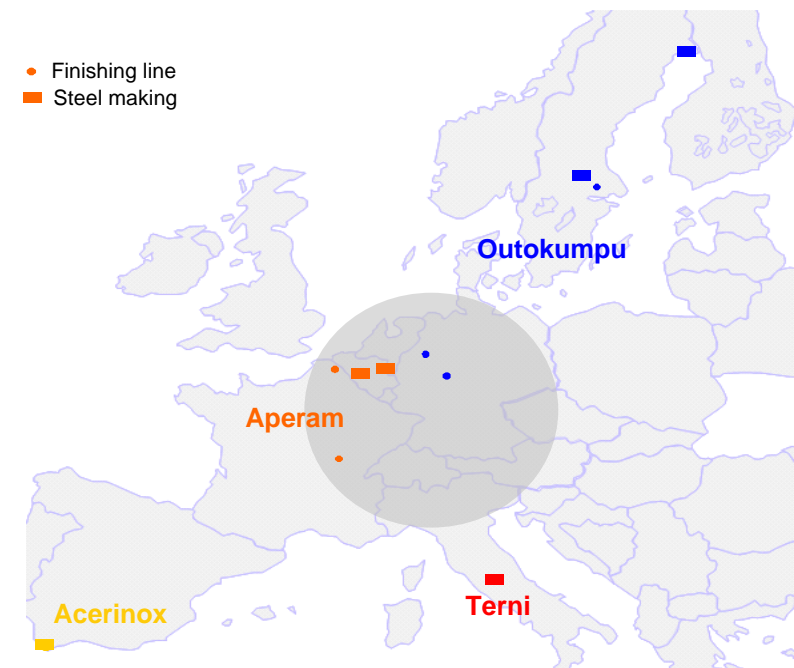 Finishing line
Steel making
Outokumpu
Aperam
Acerinox
Terni